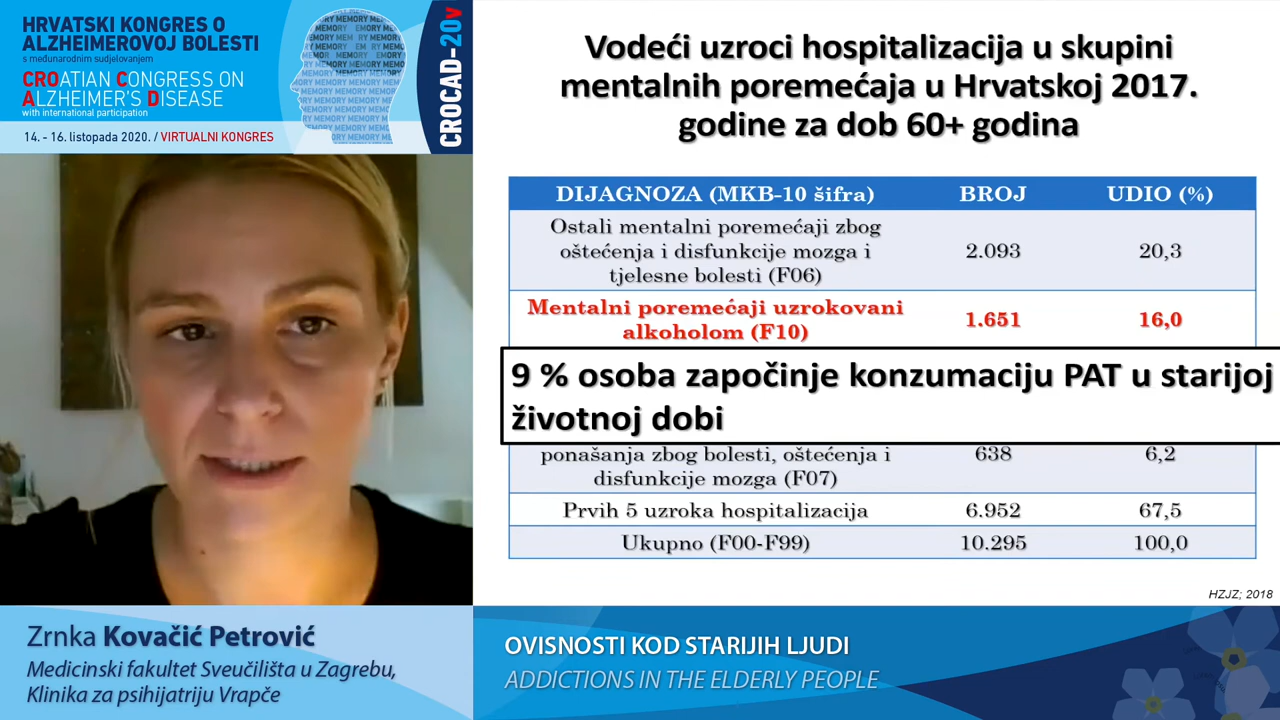 HRVATSKI KONGRES O
ALZHEIMEROVOJ BOLESTI
s međunarodnim sudjelovanjem
CROATIAN CONGRESS ON
ALZHEIMER'S DISEASE
with international participation
14. - 16. listopada 2020. / VIRTUALNI KONGRES
CROCAD-20v
Vodeći uzroci hospitalizacija u skupini
mentalnih poremećaja u Hrvatskoj 2017.
godine za dob 60+ godina
DIJAGNOZA (MKB-10 šifra) BROJ UDIO (%)
Ostali mentalni poremećaji zbog
oštećenja i disfunkcije mozga i
tjelesne bolesti (F06) 2.093 20,3
Mentalni poremećaji uzrokovani
alkoholom (F10) 1.651 16,0
9 % osoba započinje konzumaciju PAT u starijoj
životnoj dobi
ponašanja zbog bolesti, oštećenja i
disfunkcije mozga (F07) 638 6,2
Prvih 5 uzroka hospitalizacija 6.952 67,5
Ukupno (F00-F99) 10.295 100,0
HZJZ; 2018
Zrnka Kovačić Petrović
Medicinski fakultet Sveučilišta u Zagrebu,
Klinika za psihijatriju Vrapče
OVISNOSTI KOD STARIJIH LJUDI
ADDICTIONS IN THE ELDERLY PEOPLE